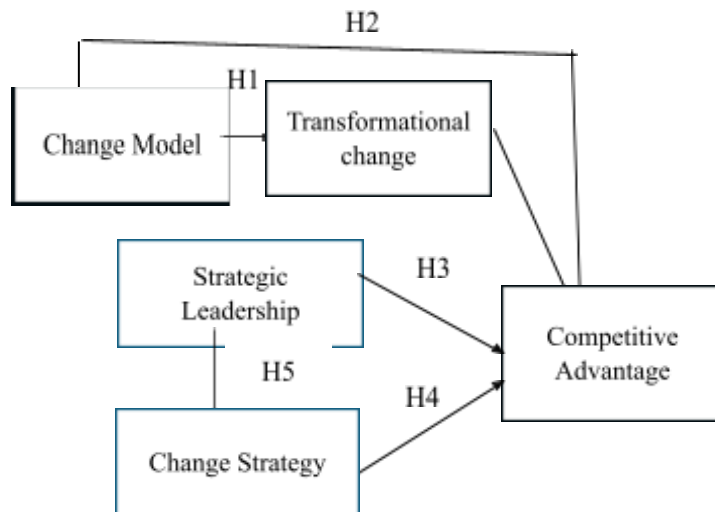 H2
H1
Change Model
Transformational
change
Strategic
Leadership
H3
Competitive
Advantage
H5
H4
Change Strategy